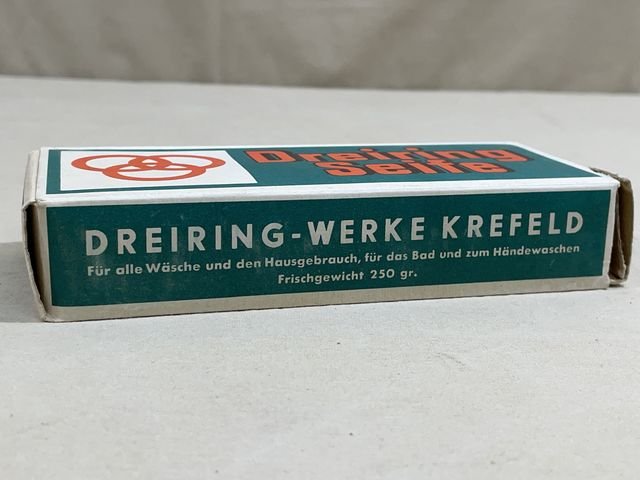 Dreiring
Seife
DREIRING-WERKE KREFELD
Für alle Wäsche und den Hausgebrauch, für das Bad und zum Händewaschen
Frischgewicht 250 gr.